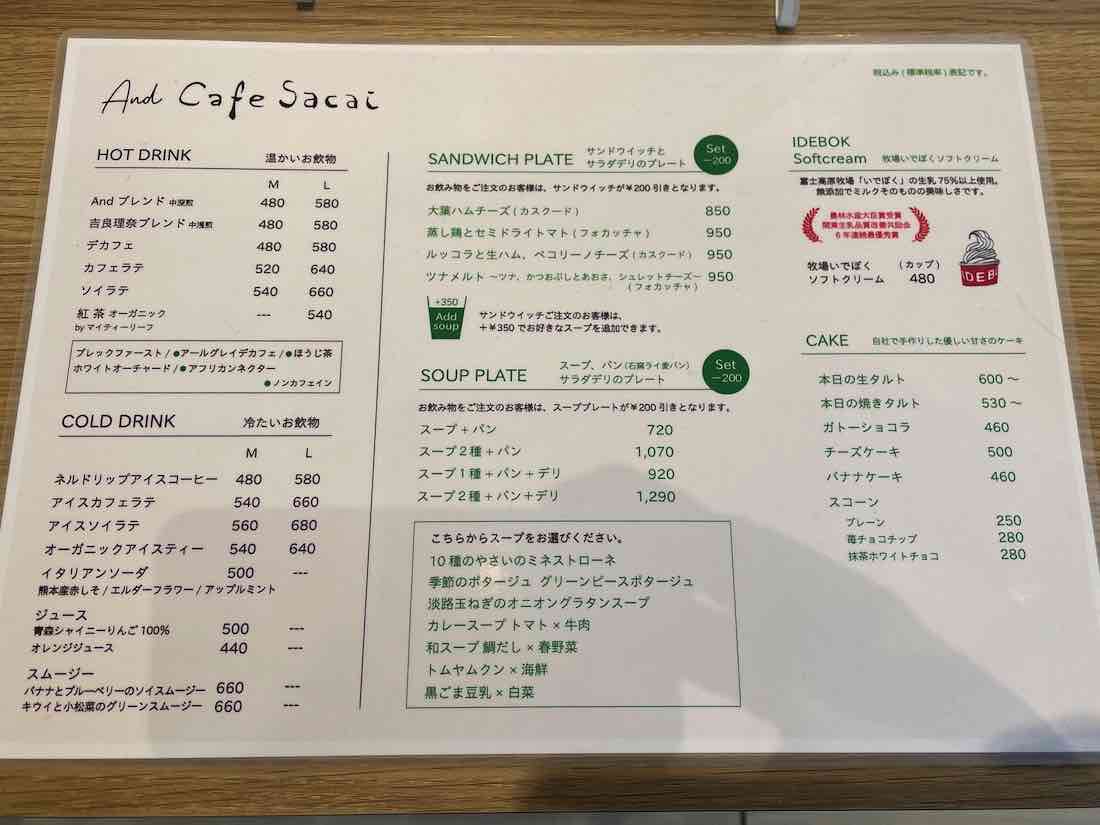 And Cafe Sacai
税込み(標準税率)表記です。
HOT DRINK 温かいお飲物
M L
And ブレンド 中深煎 480 580
吉良理奈ブレンド 中浅煎 480 580
デカフェ 480 580
カフェラテ 520 640
ソイラテ 540 660
紅茶 オーガニック --- 540
by マイティーリーフ
ブレックファースト / ●アールグレイデカフェ / ●ほうじ茶
ホワイトオーチャード / ●アフリカンネクター
●ノンカフェイン
COLD DRINK 冷たいお飲物
M L
ネルドリップアイスコーヒー 480 580
アイスカフェラテ 540 660
アイスソイラテ 560 680
オーガニックアイスティー 540 640
イタリアンソーダ 500 ---
熊本産赤しそ / エルダーフラワー / アップルミント
ジュース
青森シャイニーりんご 100% 500 ---
オレンジジュース 440 ---
スムージー
バナナとブルーベリーのソイスムージー 660 ---
キウイと小松菜のグリーンスムージー 660 ---
SANDWICH PLATE サンドウイッチと
サラダデリのプレート
Set
-200
お飲み物をご注文のお客様は、サンドウイッチが¥200 引きとなります。
大葉ハムチーズ (カスクード) 850
蒸し鶏とセミドライトマト (フォカッチャ) 950
ルッコラと生ハム、ペコリーノチーズ (カスクード) 950
ツナメルト ～ツナ、かつおぶしとあおさ、シュレットチーズ～ 950
(フォカッチャ)
+350
Add
soup
サンドウイッチご注文のお客様は、
+¥350 でお好きなスープを追加できます。
SOUP PLATE スープ、パン(石窯ライ麦パン)
サラダデリのプレート
Set
-200
お飲み物をご注文のお客様は、スーププレートが¥200 引きとなります。
スープ + パン 720
スープ 2 種 + パン 1,070
スープ 1 種 + パン + デリ 920
スープ 2 種 + パン + デリ 1,290
こちらからスープをお選びください。
10 種のやさいのミネストローネ
季節のポタージュ グリーンピースポタージュ
淡路玉ねぎのオニオングラタンスープ
カレースープ トマト × 牛肉
和スープ 鯛だし × 春野菜
トムヤムクン × 海鮮
黒ごま豆乳 × 白菜
IDEBOK
Softcream 牧場いでぼくソフトクリーム
富士高原牧場「いでぼく」の生乳 75%以上使用。
無添加でミルクそのものの美味しさです。
農林水産大臣賞受賞
関東生乳品質改善共励会
6 年連続最優秀賞
牧場いでぼく (カップ)
ソフトクリーム 480
IDEB
CAKE 自社で手作りした優しい甘さのケーキ
本日の生タルト 600 ～
本日の焼きタルト 530 ～
ガトーショコラ 460
チーズケーキ 500
バナナケーキ 460
スコーン
プレーン 250
苺チョコチップ 280
抹茶ホワイトチョコ 280